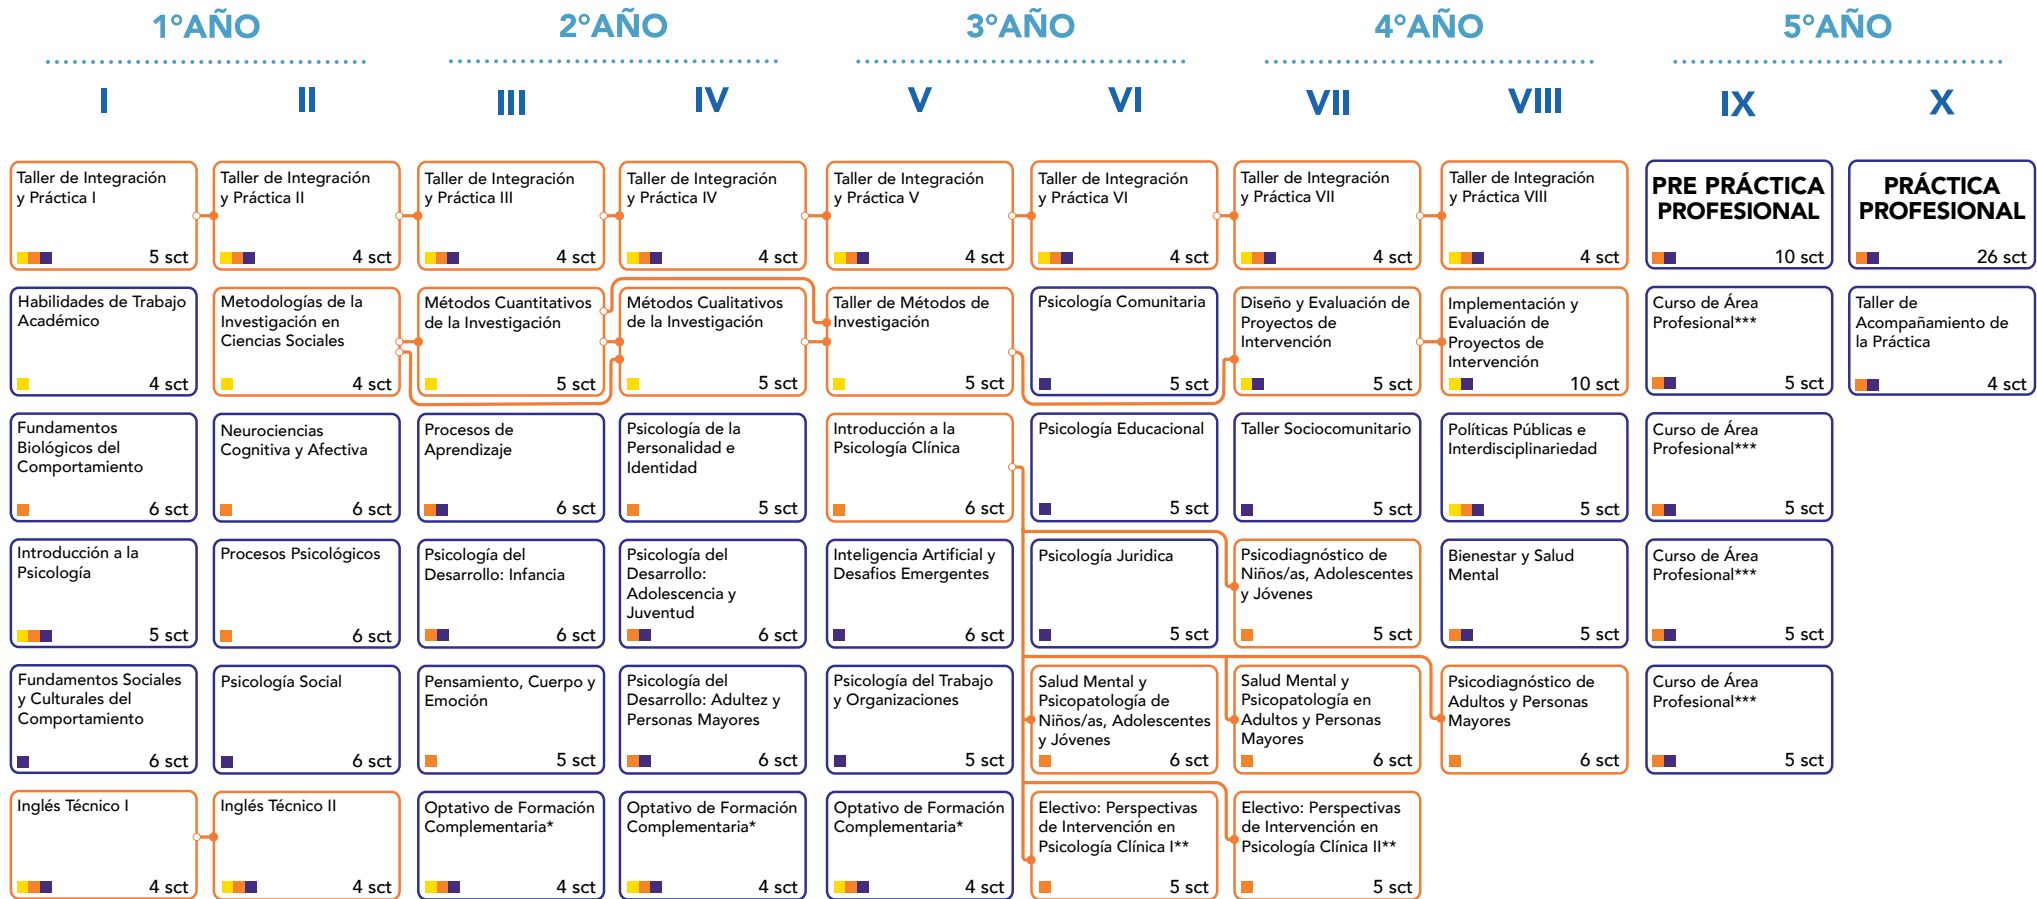 1°AÑO
2°AÑO
3°AÑO
4°AÑO
5°AÑO
I
II
III
IV
V
VI
VII
VIII
IX
X
Taller de Integración
y Práctica I
5 sct
Taller de Integración
y Práctica II
4 sct
Taller de Integración
y Práctica III
4 sct
Taller de Integración
y Práctica IV
4 sct
Taller de Integración
y Práctica V
4 sct
Taller de Integración
y Práctica VI
4 sct
Taller de Integración
y Práctica VII
4 sct
Taller de Integración
y Práctica VIII
4 sct
PRE PRÁCTICA
PROFESIONAL
10 sct
PRÁCTICA
PROFESIONAL
26 sct
Habilidades de Trabajo
Académico
4 sct
Metodologías de la
Investigación en
Ciencias Sociales
4 sct
Métodos Cuantitativos
de la Investigación
5 sct
Métodos Cualitativos
de la Investigación
5 sct
Taller de Métodos de
Investigación
5 sct
Psicología Comunitaria
5 sct
Diseño y Evaluación de
Proyectos de
Intervención
5 sct
Implementación y
Evaluación de
Proyectos de
Intervención
10 sct
Curso de Área
Profesional***
5 sct
Taller de
Acompañamiento de
la Práctica
4 sct
Fundamentos
Biológicos del
Comportamiento
6 sct
Neurociencias
Cognitiva y Afectiva
6 sct
Procesos de
Aprendizaje
6 sct
Psicología de la
Personalidad e
Identidad
5 sct
Introducción a la
Psicología Clínica
6 sct
Psicología Educacional
5 sct
Taller Sociocomunitario
5 sct
Políticas Públicas e
Interdisciplinariedad
5 sct
Curso de Área
Profesional***
5 sct
Introducción a la
Psicología
5 sct
Procesos Psicológicos
6 sct
Psicología del
Desarrollo: Infancia
6 sct
Psicología del
Desarrollo:
Adolescencia y
Juventud
6 sct
Inteligencia Artificial y
Desafios Emergentes
6 sct
Psicología Juridica
5 sct
Psicodiagnóstico de
Niños/as, Adolescentes
y Jóvenes
5 sct
Bienestar y Salud
Mental
5 sct
Curso de Área
Profesional***
5 sct
Fundamentos Sociales
y Culturales del
Comportamiento
6 sct
Psicología Social
6 sct
Pensamiento, Cuerpo y
Emoción
5 sct
Psicología del
Desarrollo: Adultez y
Personas Mayores
6 sct
Psicología del Trabajo
y Organizaciones
5 sct
Salud Mental y
Psicopatología de
Niños/as, Adolescentes
y Jóvenes
6 sct
Salud Mental y
Psicopatología en
Adultos y Personas
Mayores
6 sct
Psicodiagnóstico de
Adultos y Personas
Mayores
6 sct
Curso de Área
Profesional***
5 sct
Inglés Técnico I
4 sct
Inglés Técnico II
4 sct
Optativo de Formación
Complementaria*
4 sct
Optativo de Formación
Complementaria*
4 sct
Optativo de Formación
Complementaria*
4 sct
Electivo: Perspectivas
de Intervención en
Psicología Clínica I**
5 sct
Electivo: Perspectivas
de Intervención en
Psicología Clínica II**
5 sct